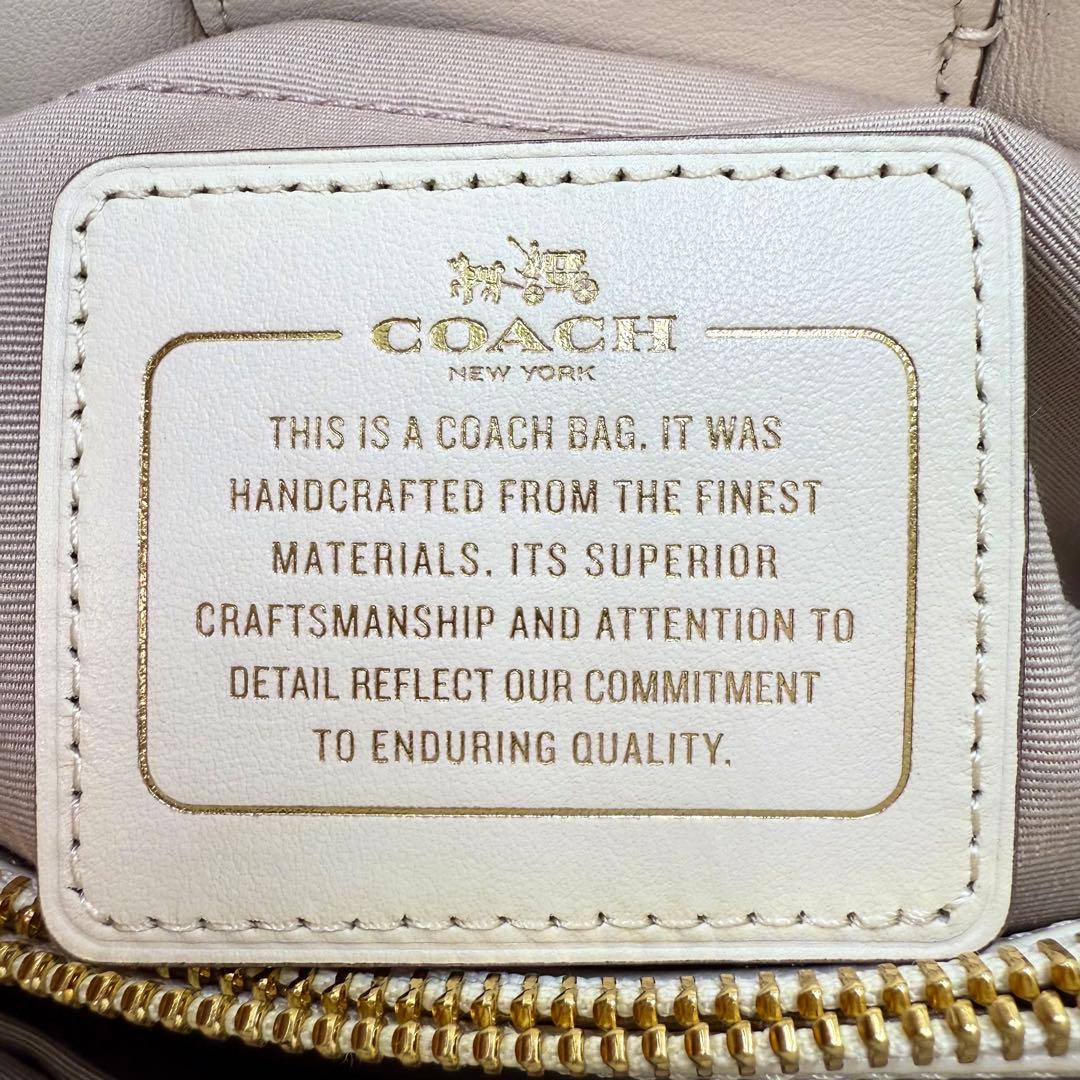 COACH
NEW YORK
THIS IS A COACH BAG. IT WAS
HANDCRAFTED FROM THE FINEST
MATERIALS. ITS SUPERIOR
CRAFTSMANSHIP AND ATTENTION TO
DETAIL REFLECT OUR COMMITMENT
TO ENDURING QUALITY.